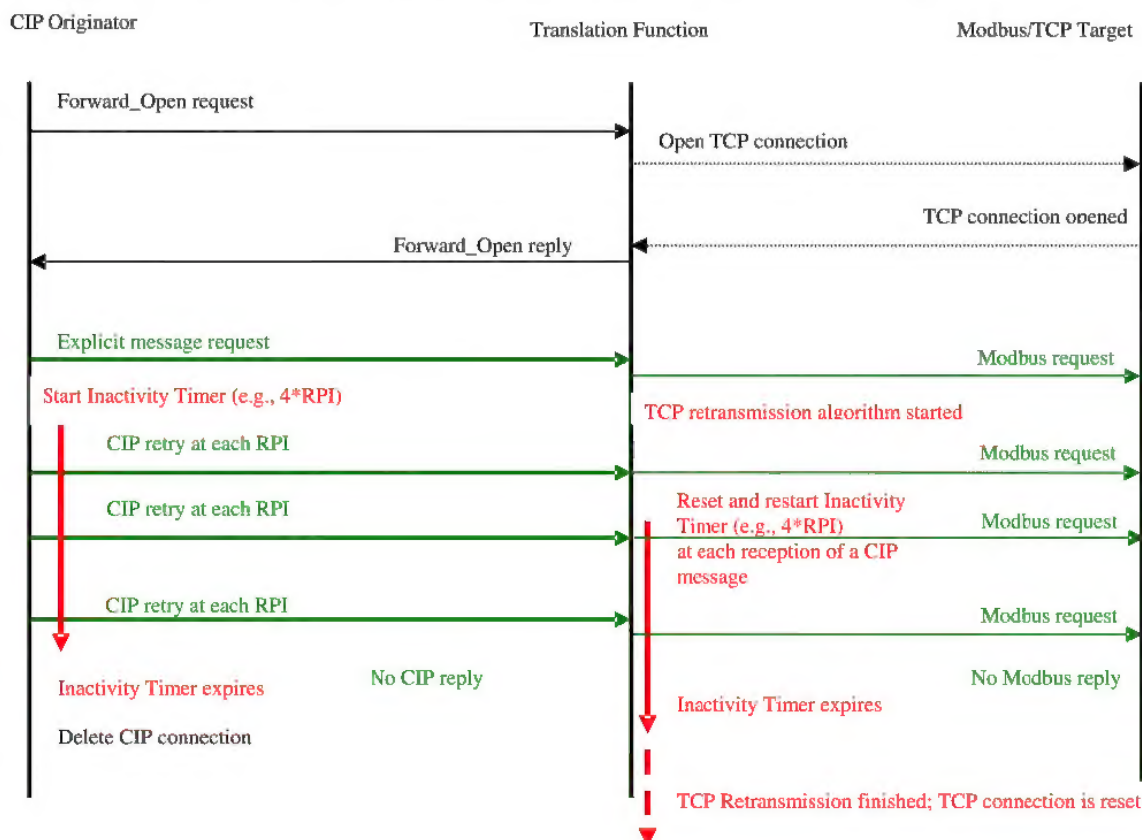 CIP Originator
Translation Function
Modbus/TCP Target
Forward_Open request
Open TCP connection
TCP connection opened
Forward_Open reply
Explicit message request
Modbus request
Start Inactivity Timer (e.g., 4*RPI)
TCP retransmission algorithm started
CIP retry at each RPI
Modbus request
CIP retry at each RPI
Reset and restart Inactivity
Timer (e.g., 4*RPI)
at each reception of a CIP
message
Modbus request
CIP retry at each RPI
Modbus request
No CIP reply
No Modbus reply
Inactivity Timer expires
Inactivity Timer expires
Delete CIP connection
TCP Retransmission finished; TCP connection is reset